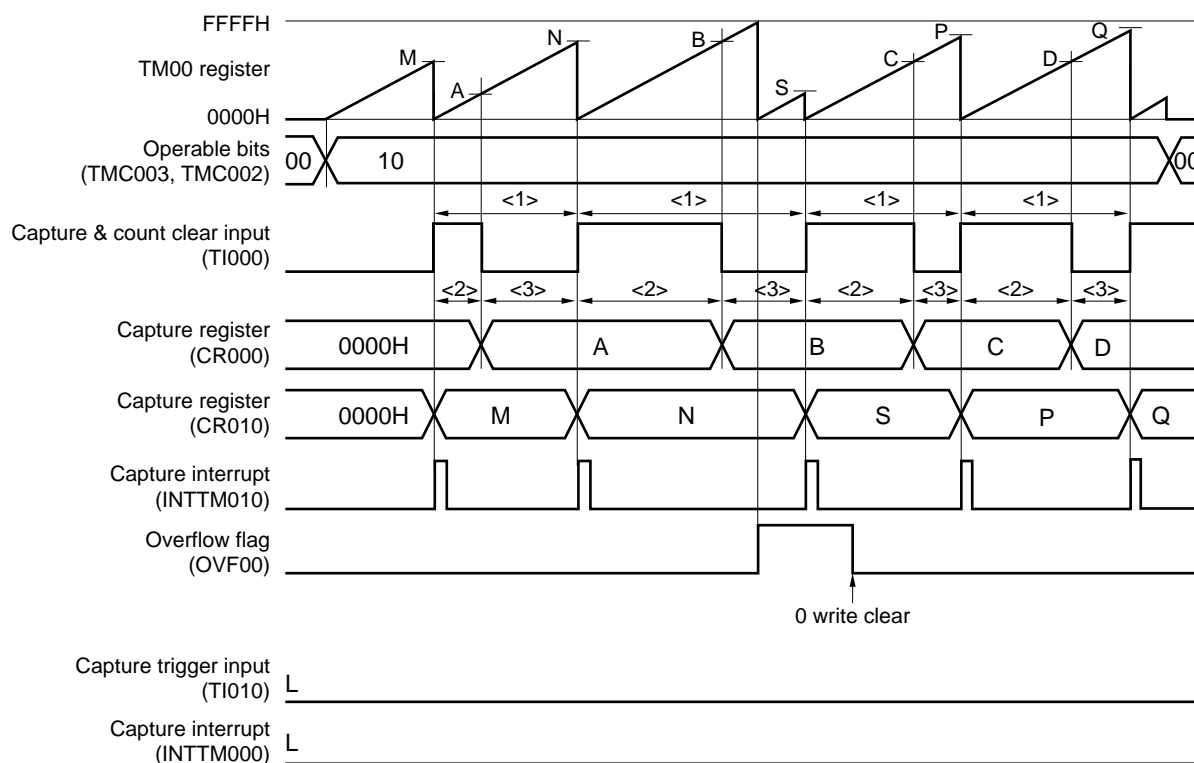 FFFFH
TM00 register
0000H
M
A
N
B
S
C
P
D
Q
Operable bits
(TMC003, TMC002)
00
10
00
<1>
<1>
<1>
<1>
Capture & count clear input
(TI000)
<2>
<3>
<2>
<3>
<2>
<3>
<2>
<3>
Capture register
(CR000)
0000H
A
B
C
D
Capture register
(CR010)
0000H
M
N
S
P
Q
Capture interrupt
(INTTM010)
Overflow flag
(OVF00)
0 write clear
Capture trigger input
(TI010)
L
Capture interrupt
(INTTM000)
L